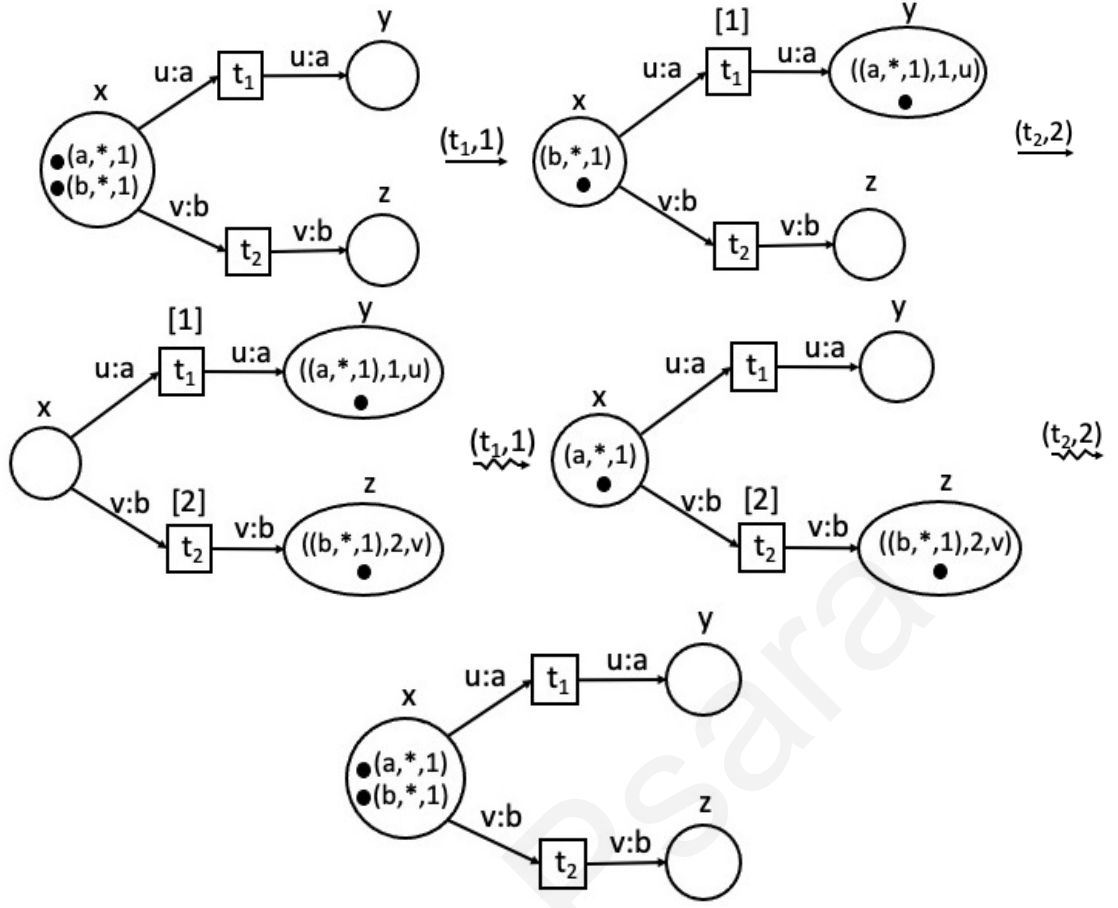 y
[1]
y
u:a t₁ u:a
u:a t₁ u:a ((a,*,1),1,u)
x
(a,*,1)
(b,*,1)
(t₁,1)
x
(b,*,1)
(t₂,2)
v:b t₂ v:b
z
v:b t₂ v:b
z
[1]
y
u:a t₁ u:a ((a,*,1),1,u)
x
[2]
v:b t₂ v:b
z
((b,*,1),2,v)
(t₁,1)
y
u:a t₁ u:a
x
(a,*,1)
[2]
v:b t₂ v:b
z
((b,*,1),2,v)
(t₂,2)
y
u:a t₁ u:a
x
(a,*,1)
(b,*,1)
v:b t₂ v:b
z
Psara